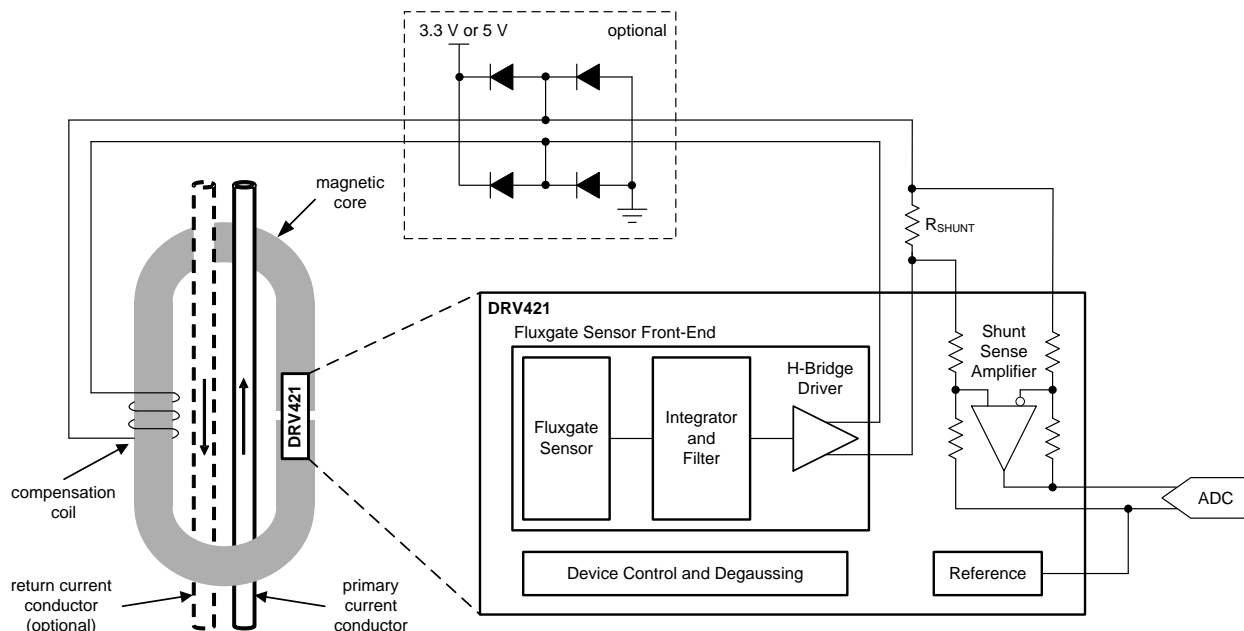 3.3 V or 5 V
optional
magnetic
core
R_SHUNT
DRV421
Fluxgate Sensor Front-End
Shunt
Sense
Amplifier
H-Bridge
Driver
Fluxgate
Sensor
Integrator
and
Filter
DRV421
compensation
coil
ADC
Device Control and Degaussing
Reference
return current
conductor
(optional)
primary
current
conductor